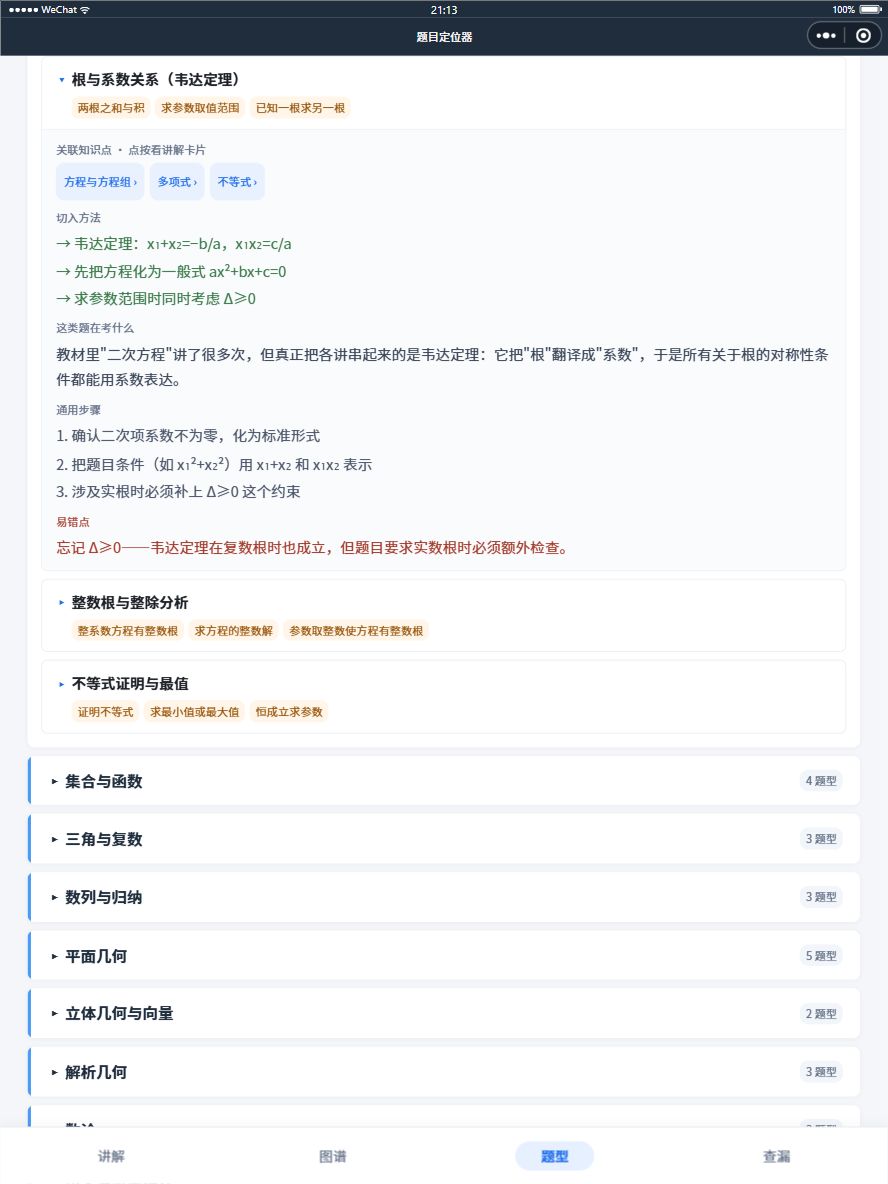 WeChat
21:13
100%
题目定位器
根与系数关系（韦达定理）
两根之和与积 求参数取值范围 已知一根求另一根
关联知识点 · 点按看讲解卡片
方程与方程组 › 多项式 › 不等式 ›
切入方法
→ 韦达定理：x₁+x₂=−b/a，x₁x₂=c/a
→ 先把方程化为一般式 ax²+bx+c=0
→ 求参数范围时同时考虑 Δ≥0
这类题在考什么
教材里"二次方程"讲了很多次，但真正把各讲串起来的是韦达定理：它把"根"翻译成"系数"，于是所有关于根的对称性条
件都能用系数表达。
通用步骤
1. 确认二次项系数不为零，化为标准形式
2. 把题目条件（如 x₁²+x₂²）用 x₁+x₂ 和 x₁x₂ 表示
3. 涉及实根时必须补上 Δ≥0 这个约束
易错点
忘记 Δ≥0——韦达定理在复数根时也成立，但题目要求实数根时必须额外检查。
整数根与整除分析
整系数方程有整数根 求方程的整数解 参数取整数使方程有整数根
不等式证明与最值
证明不等式 求最小值或最大值 恒成立求参数
集合与函数 4 题型
三角与复数 3 题型
数列与归纳 3 题型
平面几何 5 题型
立体几何与向量 2 题型
解析几何 3 题型
讲解 图谱 题型 查漏